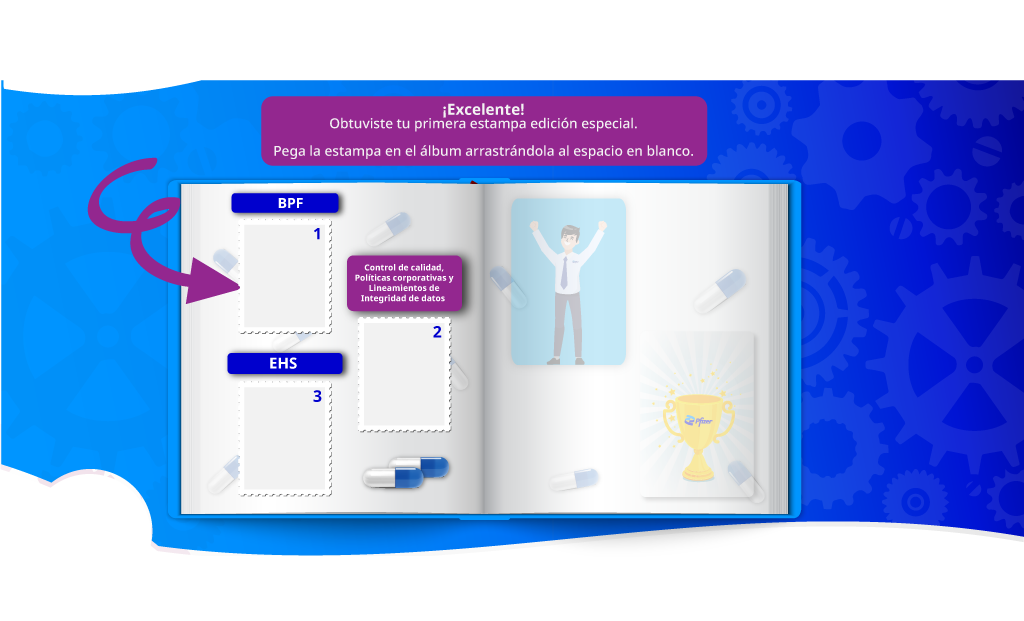 ¡Excelente!
Obtuviste tu primera estampa edición especial.
Pega la estampa en el álbum arrastrándola al espacio en blanco.
BPF
1
Control de calidad,
Políticas corporativas y
Lineamientos de
Integridad de datos
2
EHS
3
Pfizer